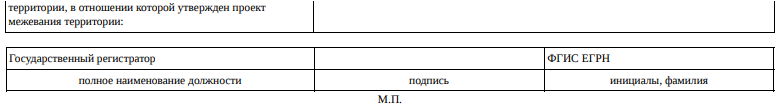 территории, в отношении которой утвержден проект
межевания территории:
Государственный регистратор ФГИС ЕГРН
полное наименование должности подпись инициалы, фамилия
М.П.